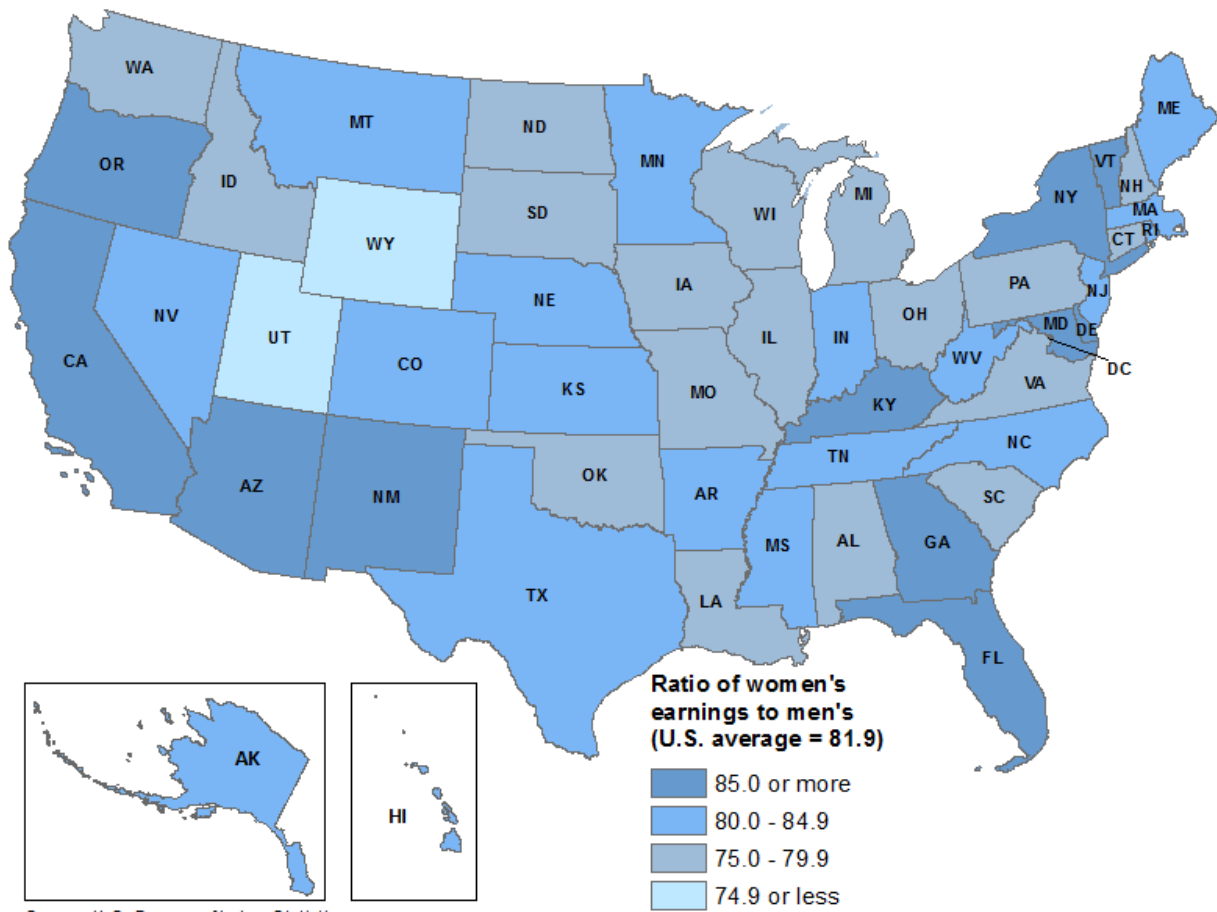 WA
MT
ND
MN
ME
OR
ID
SD
WI
MI
NY
VT
NH
MA
CT
RI
WY
NE
IA
PA
NJ
NV
UT
CO
IL
IN
OH
MD
DE
CA
KS
MO
WV
VA
DC
KY
AZ
NM
OK
AR
TN
NC
SC
TX
LA
MS
AL
GA
FL
AK
HI
Ratio of women's
earnings to men's
(U.S. average = 81.9)
85.0 or more
80.0 - 84.9
75.0 - 79.9
74.9 or less